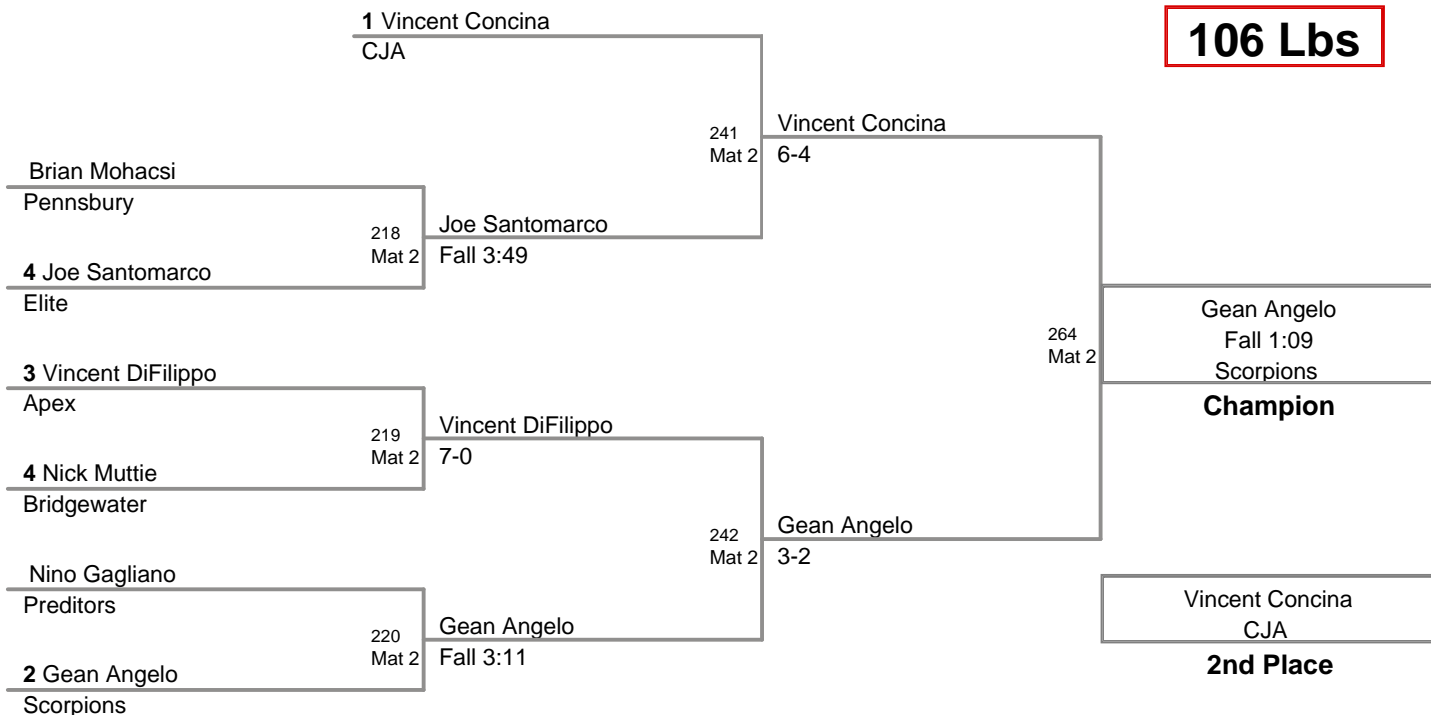 1 Vincent Concina
CJA
106 Lbs
241
Mat 2
Vincent Concina
6-4
Brian Mohacsi
Pennsbury
218
Mat 2
Joe Santomarco
Fall 3:49
4 Joe Santomarco
Elite
264
Mat 2
Gean Angelo
Fall 1:09
Scorpions
Champion
3 Vincent DiFilippo
Apex
219
Mat 2
Vincent DiFilippo
7-0
4 Nick Muttie
Bridgewater
242
Mat 2
Gean Angelo
3-2
Nino Gagliano
Preditors
220
Mat 2
Gean Angelo
Fall 3:11
2 Gean Angelo
Scorpions
Vincent Concina
CJA
2nd Place